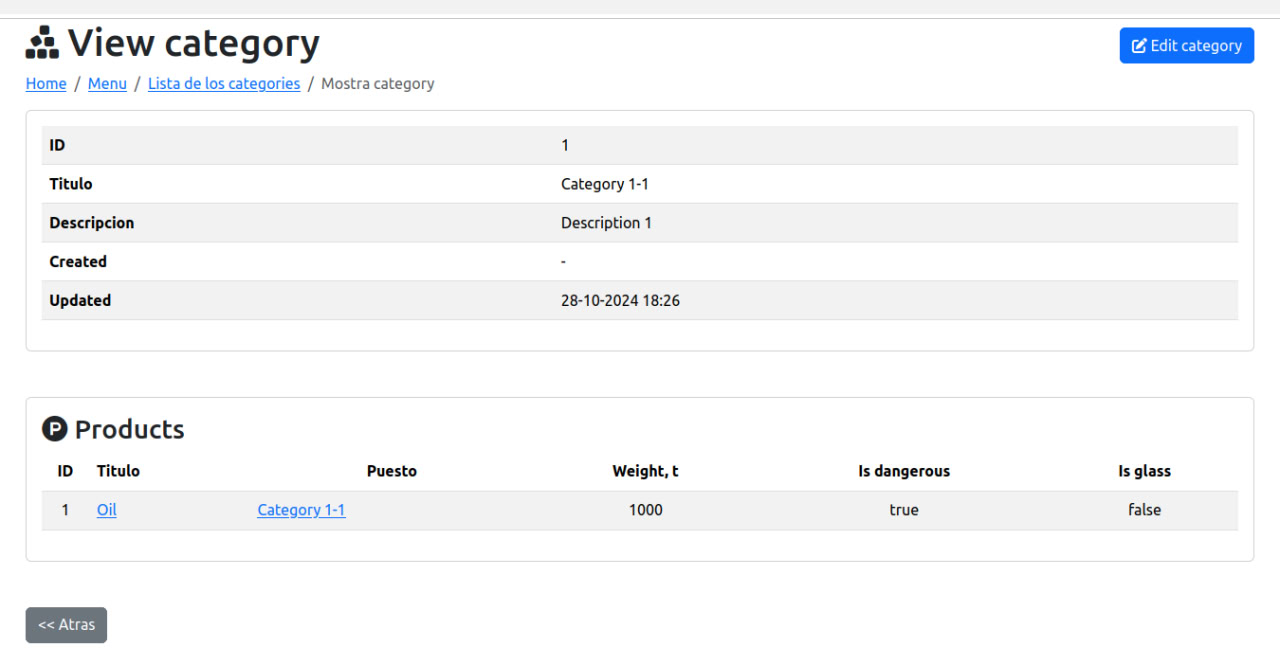 View category
Edit category
Home / Menu / Lista de los categories / Mostra category
ID 1
Titulo Category 1-1
Descripcion Description 1
Created -
Updated 28-10-2024 18:26
P Products
ID Titulo Puesto Weight, t Is dangerous Is glass
1 Oil Category 1-1 1000 true false
<< Atras